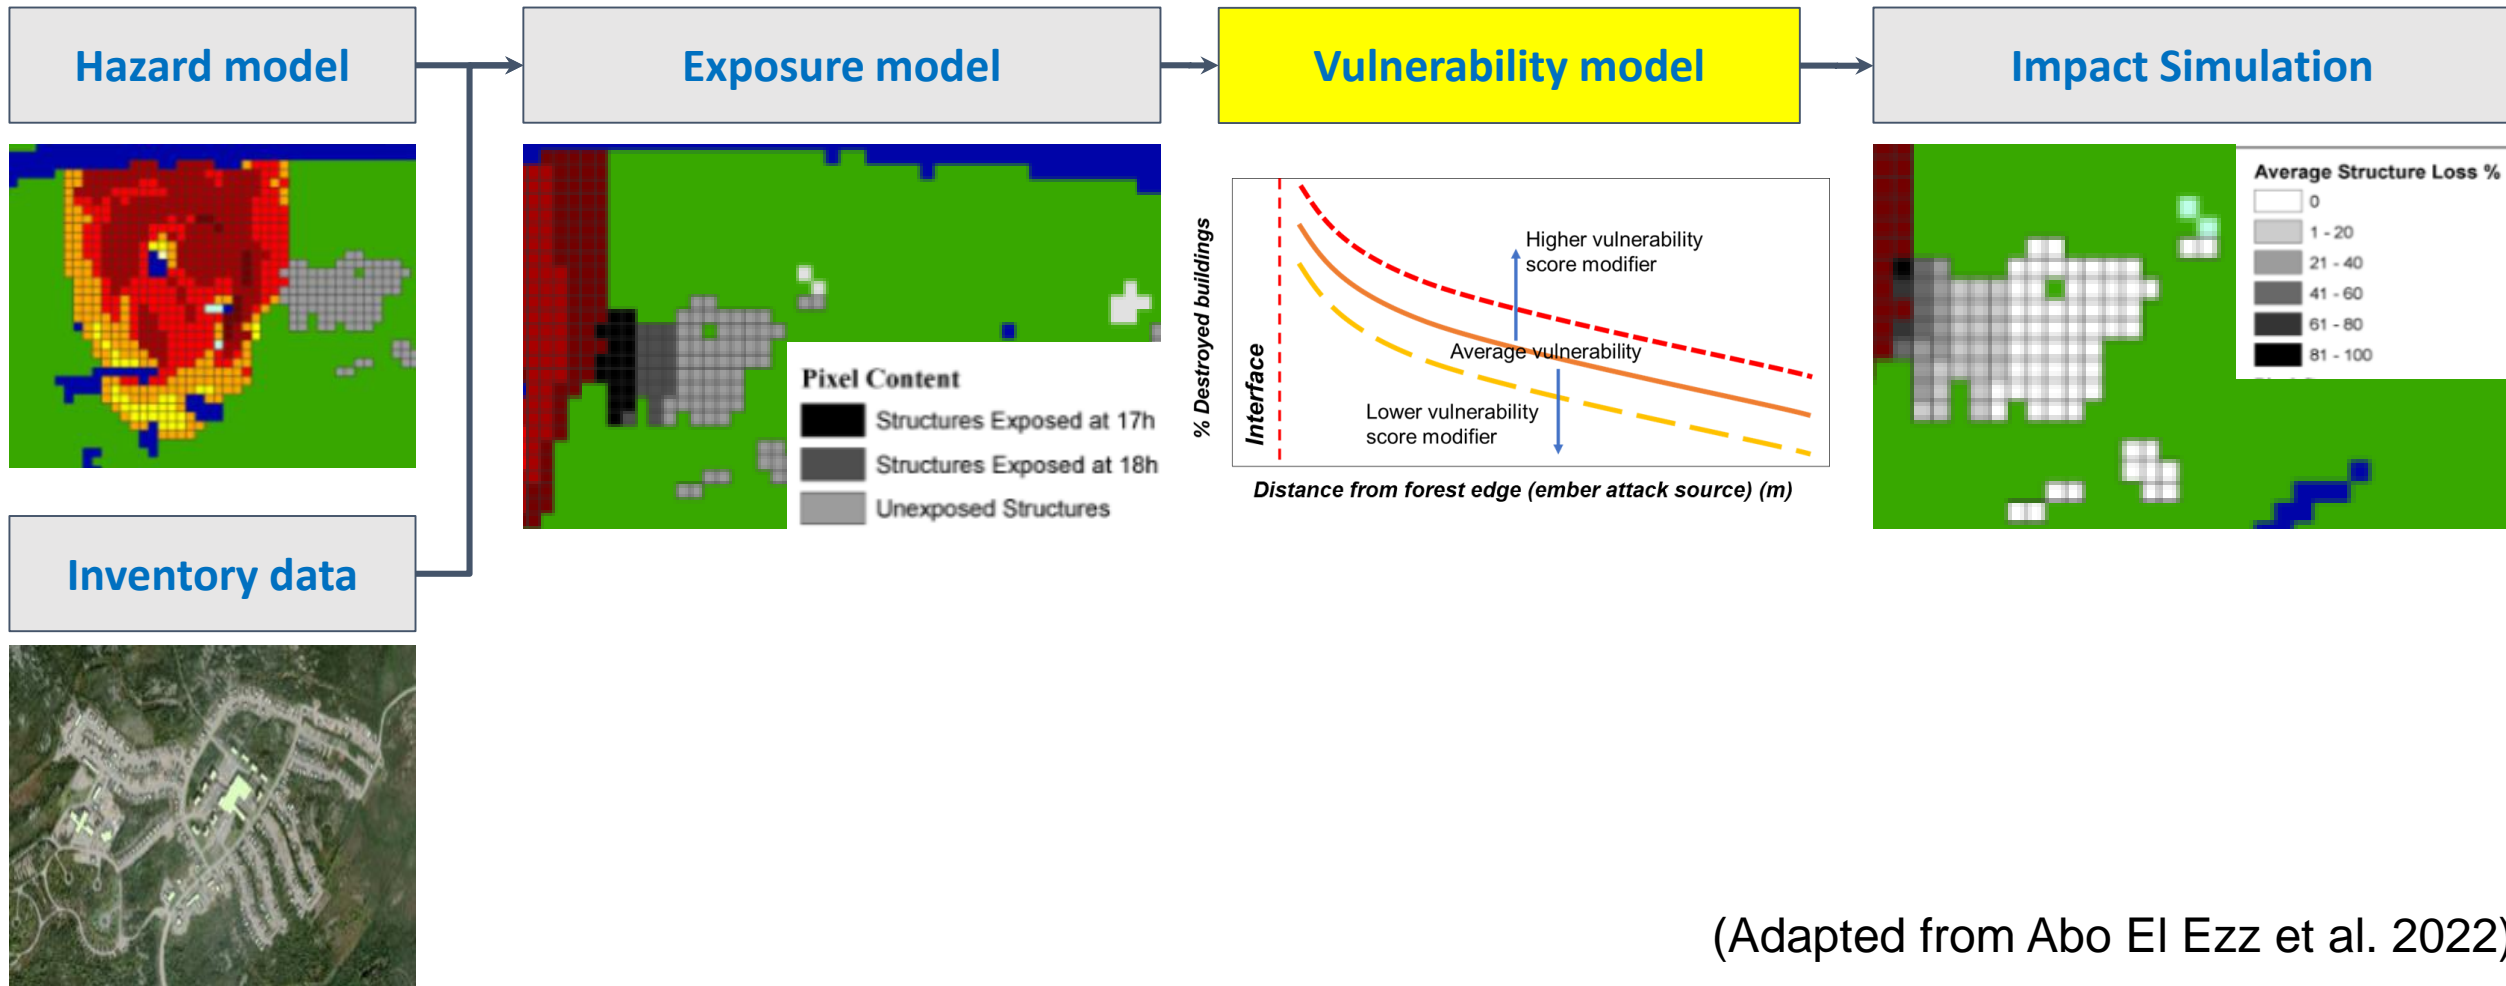 Hazard model
Exposure model
Vulnerability model
Impact Simulation
Pixel Content
Structures Exposed at 17h
Structures Exposed at 18h
Unexposed Structures
% Destroyed buildings
Interface
Higher vulnerability
score modifier
Average vulnerability
Lower vulnerability
score modifier
Distance from forest edge (ember attack source) (m)
Average Structure Loss %
0
1 - 20
21 - 40
41 - 60
61 - 80
81 - 100
Inventory data
(Adapted from Abo El Ezz et al. 2022)